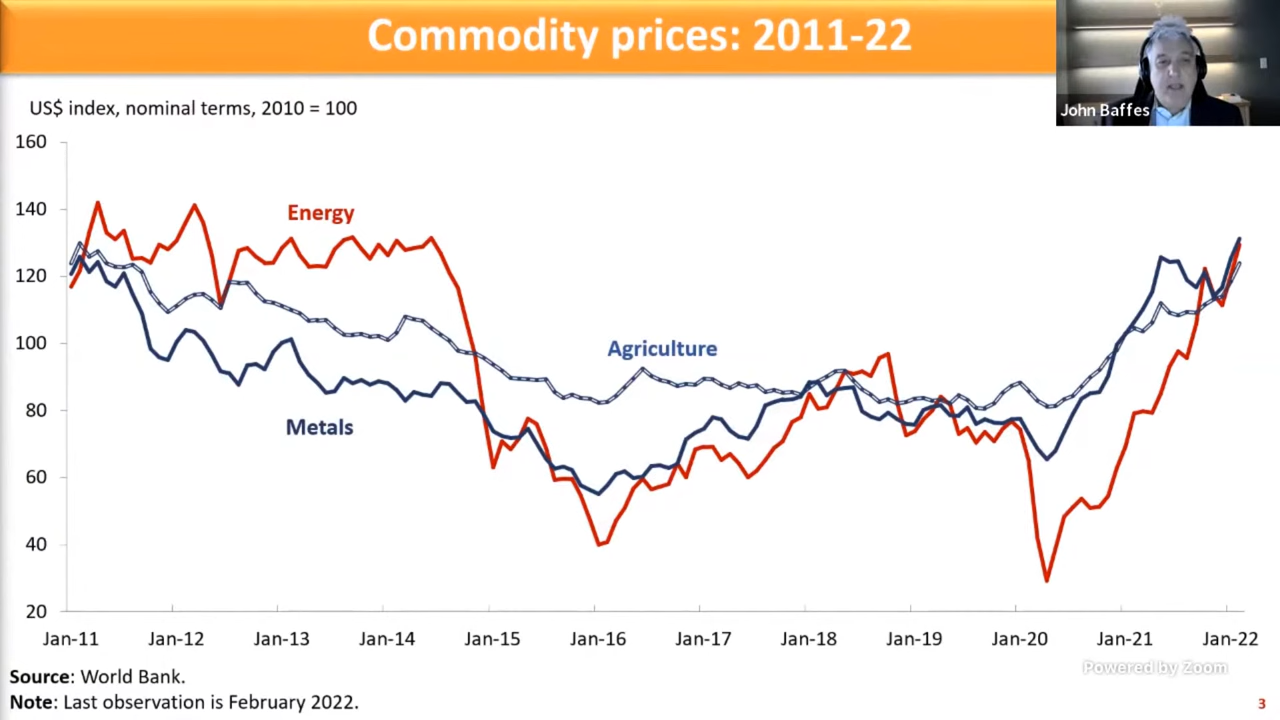 Commodity prices: 2011-22
John Baffes
US$ index, nominal terms, 2010 = 100
160
140
120
100
80
60
40
20
Energy
Agriculture
Metals
Jan-11 Jan-12 Jan-13 Jan-14 Jan-15 Jan-16 Jan-17 Jan-18 Jan-19 Jan-20 Jan-21 Jan-22
Powered by Zoom
Source: World Bank.
Note: Last observation is February 2022.
3